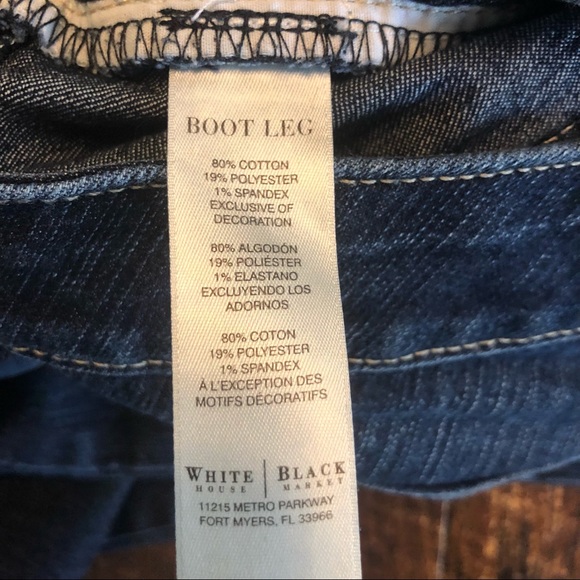 BOOT LEG
80% COTTON
19% POLYESTER
1% SPANDEX
EXCLUSIVE OF
DECORATION
80% ALGODÓN
19% POLIÉSTER
1% ELASTANO
EXCLUYENDO LOS
ADORNOS
80% COTON
19% POLYESTER
1% SPANDEX
À L'EXCEPTION DES
MOTIFS DÉCORATIFS
WHITE | BLACK
HOUSE MARKET
11215 METRO PARKWAY
FORT MYERS, FL 33966